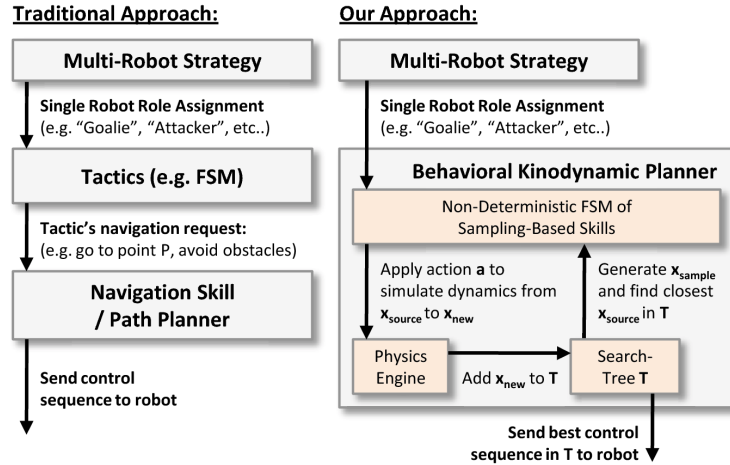 Traditional Approach:
Multi-Robot Strategy
Single Robot Role Assignment
(e.g. “Goalie”, “Attacker”, etc..)
Tactics (e.g. FSM)
Tactic’s navigation request:
(e.g. go to point P, avoid obstacles)
Navigation Skill
/ Path Planner
Send control
sequence to robot
Our Approach:
Multi-Robot Strategy
Single Robot Role Assignment
(e.g. “Goalie”, “Attacker”, etc..)
Behavioral Kinodynamic Planner
Non-Deterministic FSM of
Sampling-Based Skills
Apply action a to
simulate dynamics from
xsource to xnew
Generate xsample
and find closest
xsource in T
Physics
Engine
Add xnew to T
Search-
Tree T
Send best control
sequence in T to robot